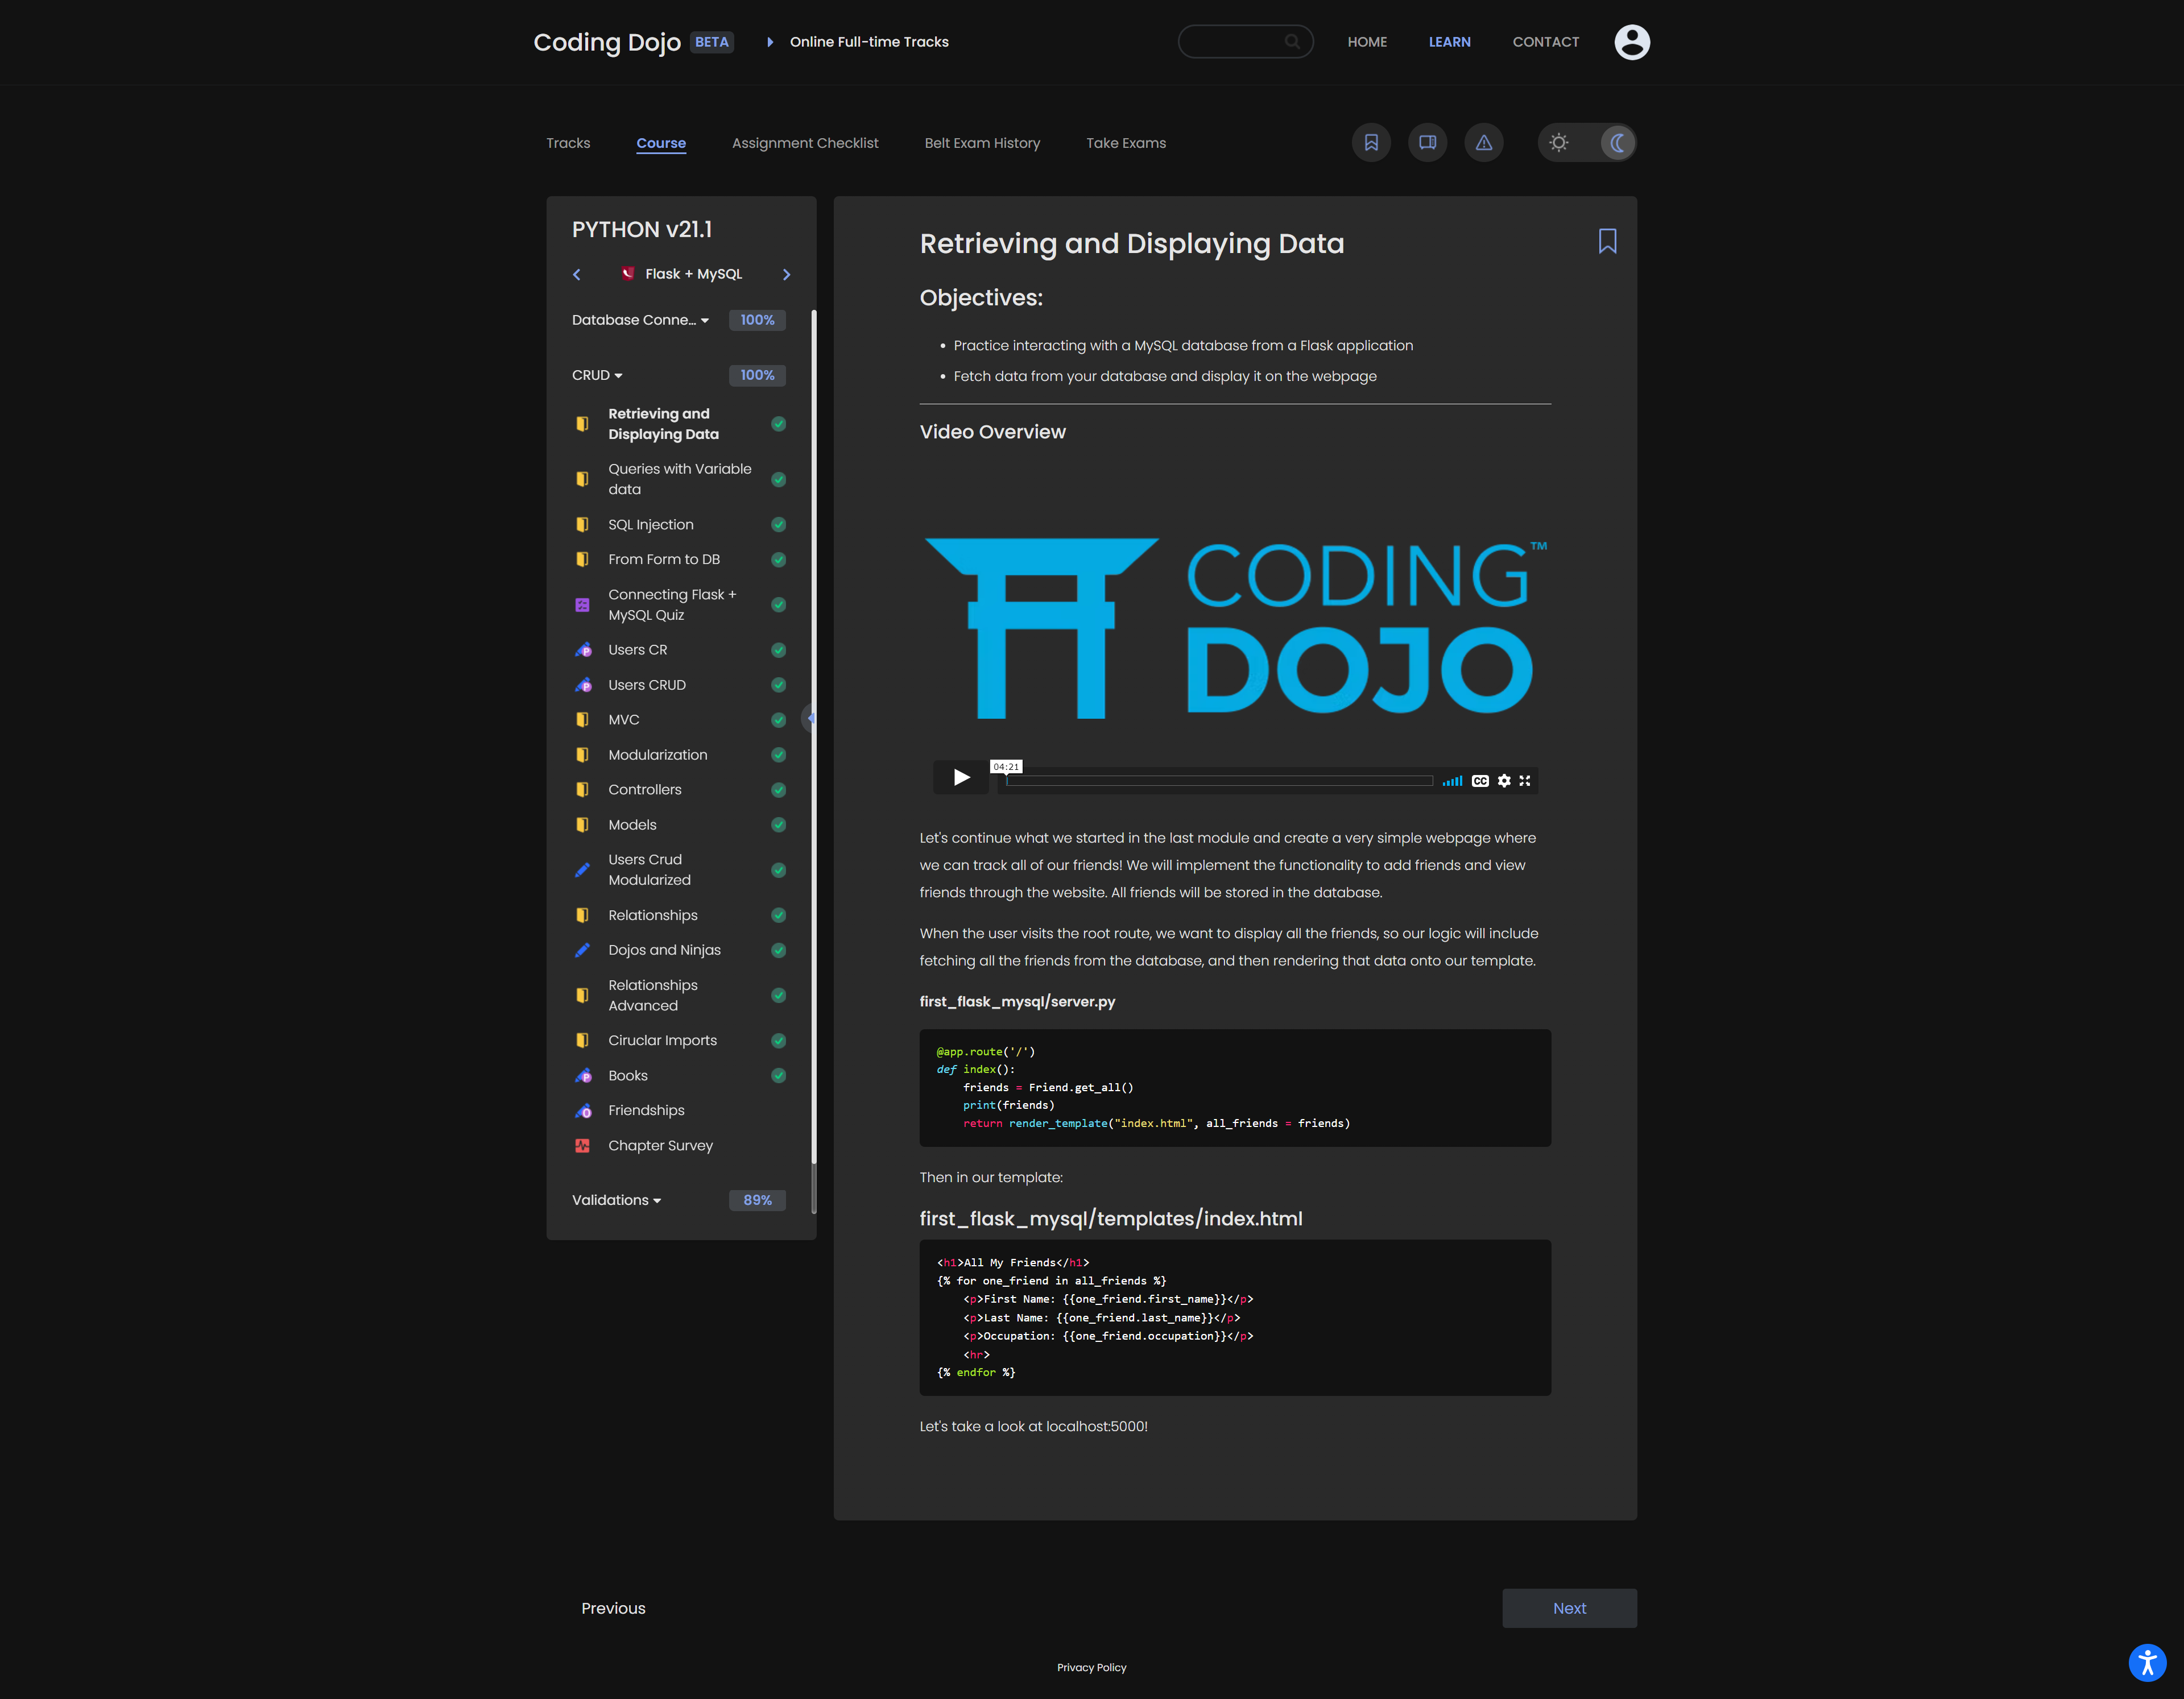 Coding Dojo BETA Online Full-time Tracks HOME LEARN CONTACT
Tracks Course Assignment Checklist Belt Exam History Take Exams
PYTHON v21.1
Flask + MySQL
Database Conne... 100%
CRUD 100%
Retrieving and
Displaying Data
Queries with Variable
data
SQL Injection
From Form to DB
Connecting Flask +
MySQL Quiz
Users CR
Users CRUD
MVC
Modularization
Controllers
Models
Users Crud
Modularized
Relationships
Dojos and Ninjas
Relationships
Advanced
Ciruclar Imports
Books
Friendships
Chapter Survey
Validations 89%
Retrieving and Displaying Data
Objectives:
• Practice interacting with a MySQL database from a Flask application
• Fetch data from your database and display it on the webpage
Video Overview
CODING™
DOJO
04:21
CC
Let's continue what we started in the last module and create a very simple webpage where
we can track all of our friends! We will implement the functionality to add friends and view
friends through the website. All friends will be stored in the database.
When the user visits the root route, we want to display all the friends, so our logic will include
fetching all the friends from the database, and then rendering that data onto our template.
first_flask_mysql/server.py
@app.route('/')
def index():
    friends = Friend.get_all()
    print(friends)
    return render_template("index.html", all_friends = friends)
Then in our template:
first_flask_mysql/templates/index.html
<h1>All My Friends</h1>
{% for one_friend in all_friends %}
    <p>First Name: {{one_friend.first_name}}</p>
    <p>Last Name: {{one_friend.last_name}}</p>
    <p>Occupation: {{one_friend.occupation}}</p>
    <hr>
{% endfor %}
Let's take a look at localhost:5000!
Previous Next
Privacy Policy